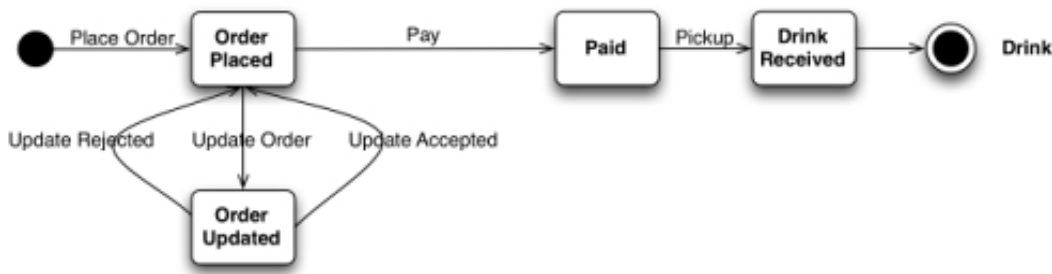 Place Order
Order
Placed
Pay
Paid
Pickup
Drink
Received
Drink
Update Rejected
Update Order
Update Accepted
Order
Updated